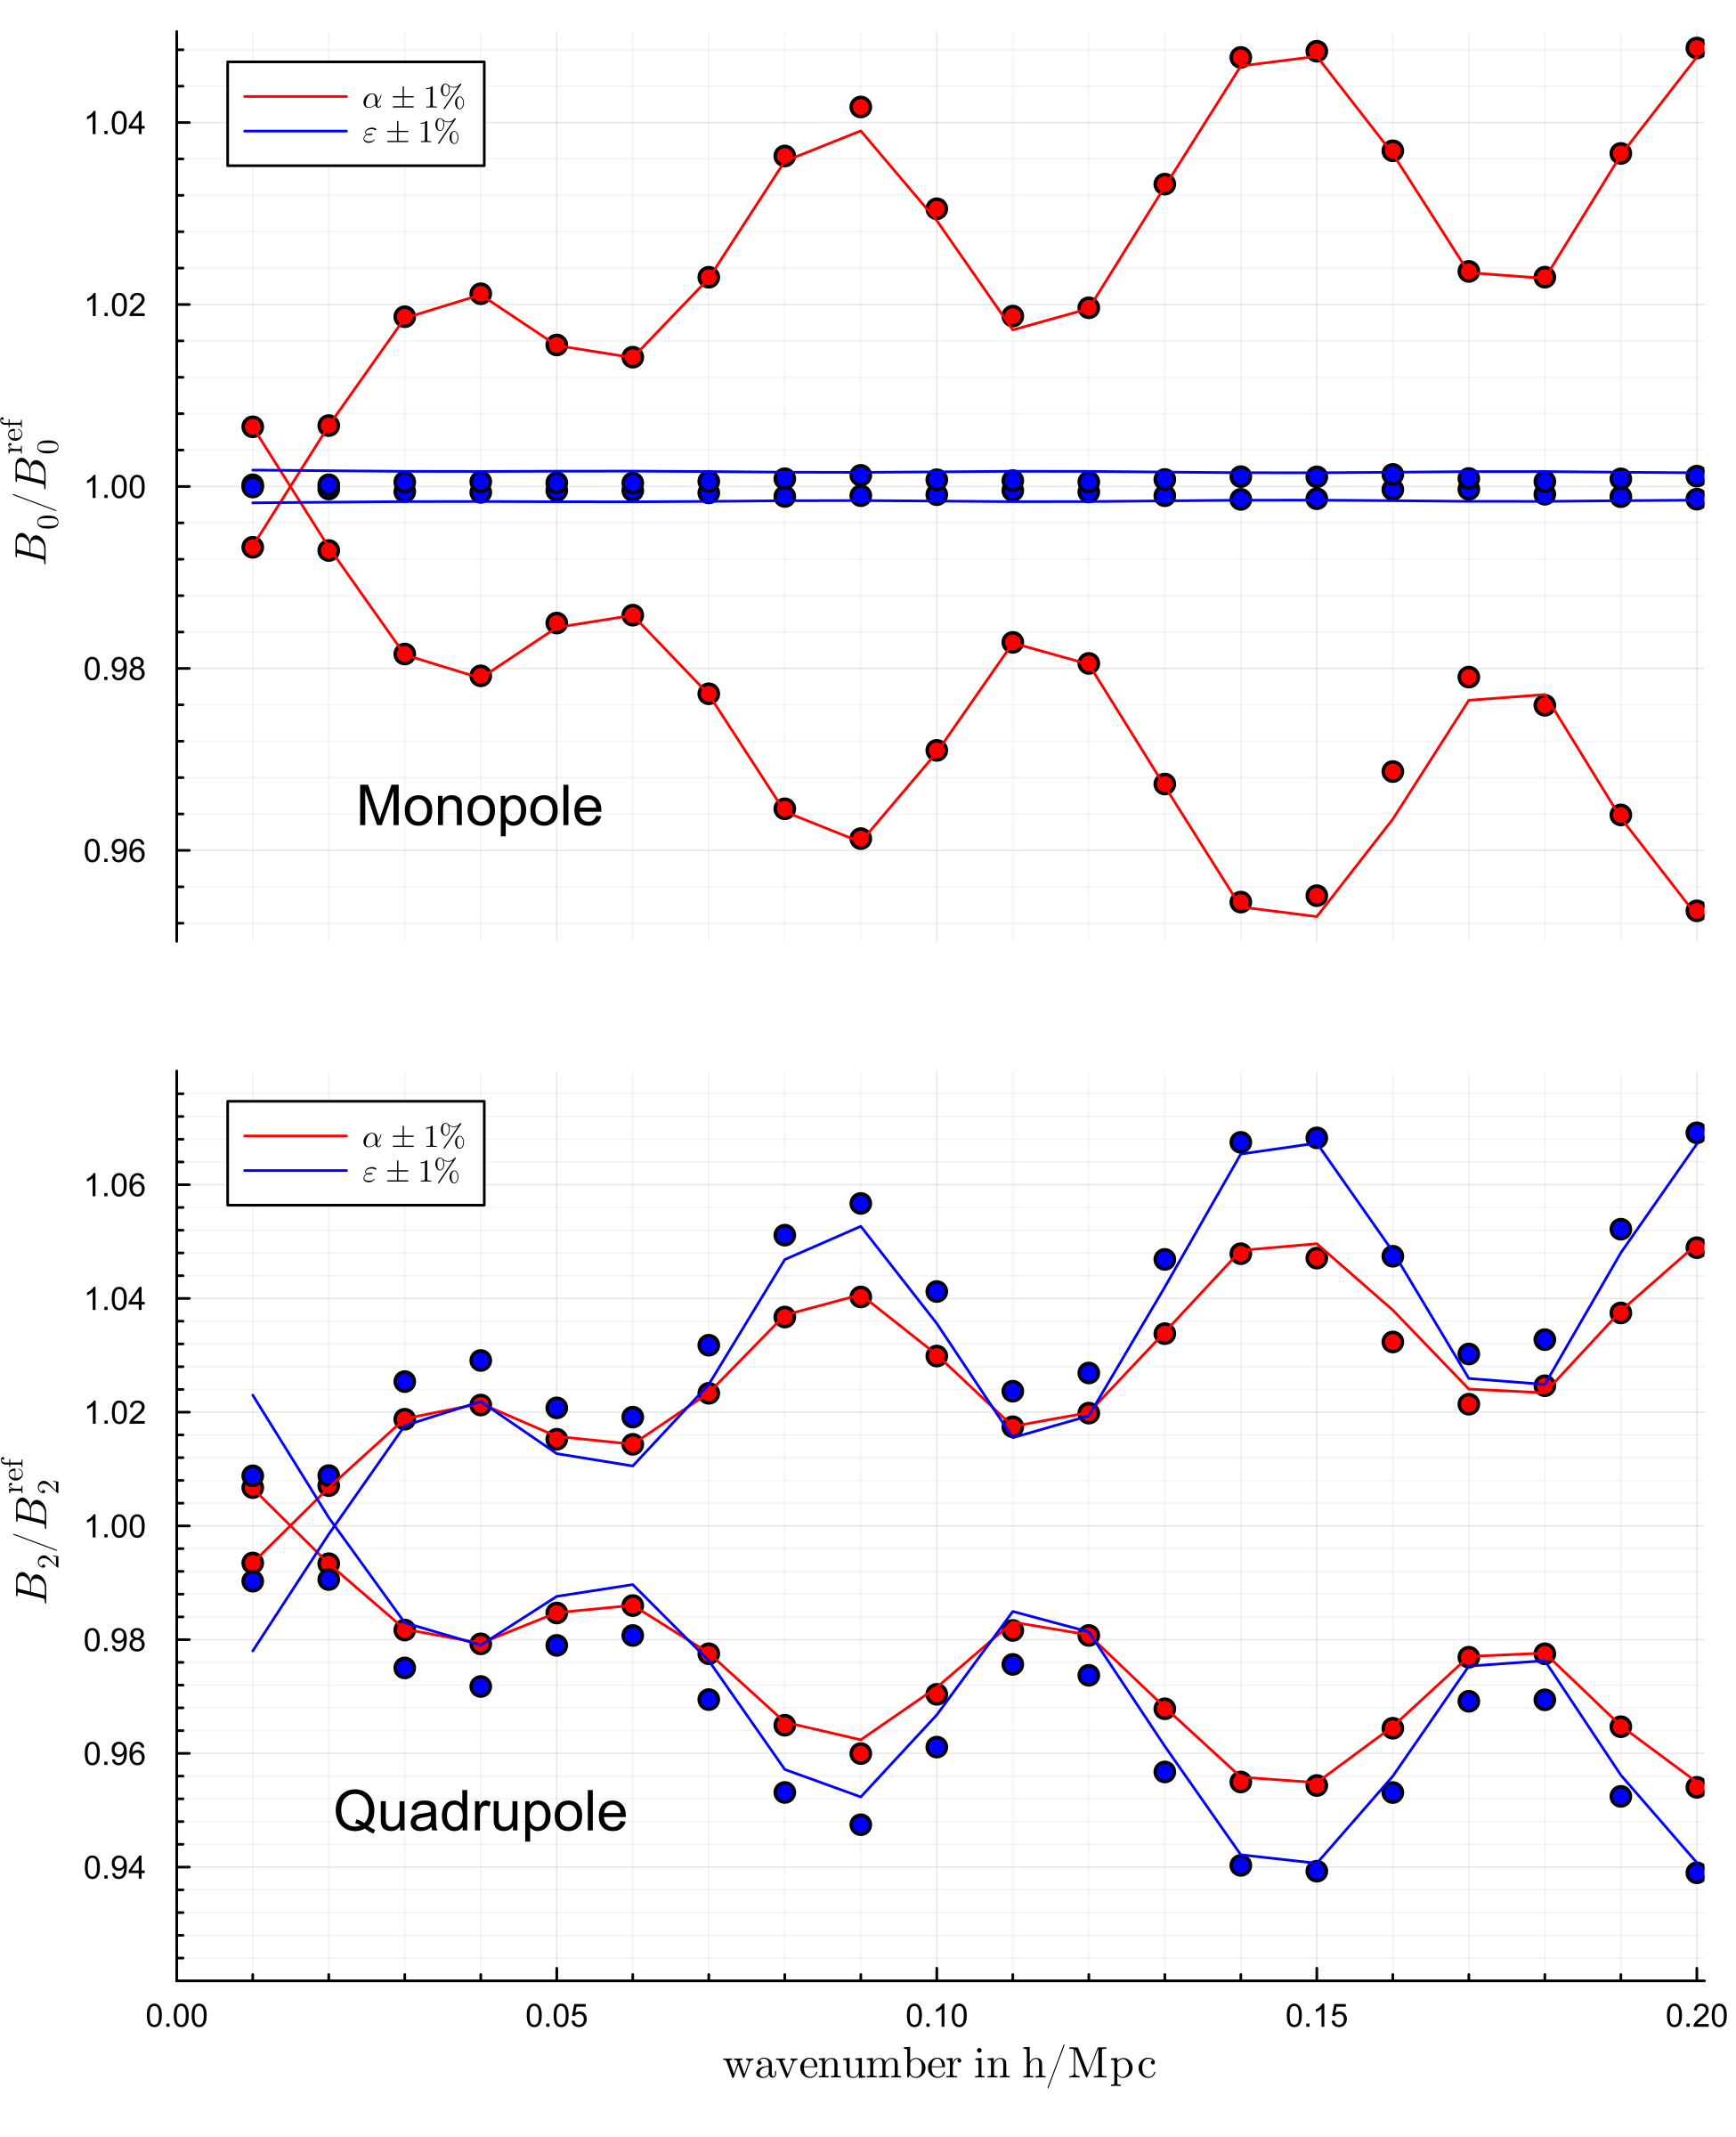 α ± 1%
ε ± 1%
1.04
1.02
1.00
0.98
0.96
B₀/B₀ʳᵉᶠ
Monopole
α ± 1%
ε ± 1%
1.06
1.04
1.02
1.00
0.98
0.96
0.94
B₂/B₂ʳᵉᶠ
Quadrupole
0.00 0.05 0.10 0.15 0.20
wavenumber in h/Mpc